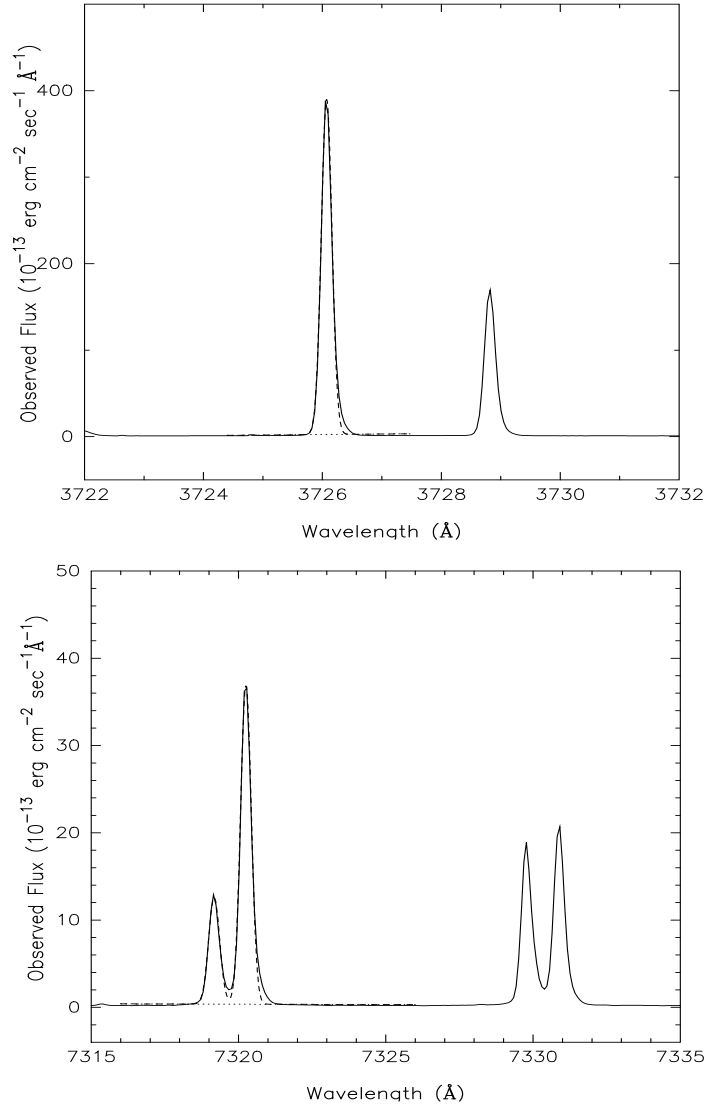 Observed Flux (10⁻¹³ erg cm⁻² sec⁻¹ Å⁻¹)
400
200
0
3722 3724 3726 3728 3730 3732
Wavelength (Å)
Observed Flux (10⁻¹³ erg cm⁻² sec⁻¹Å⁻¹)
50
40
30
20
10
0
7315 7320 7325 7330 7335
Wavelength (Å)